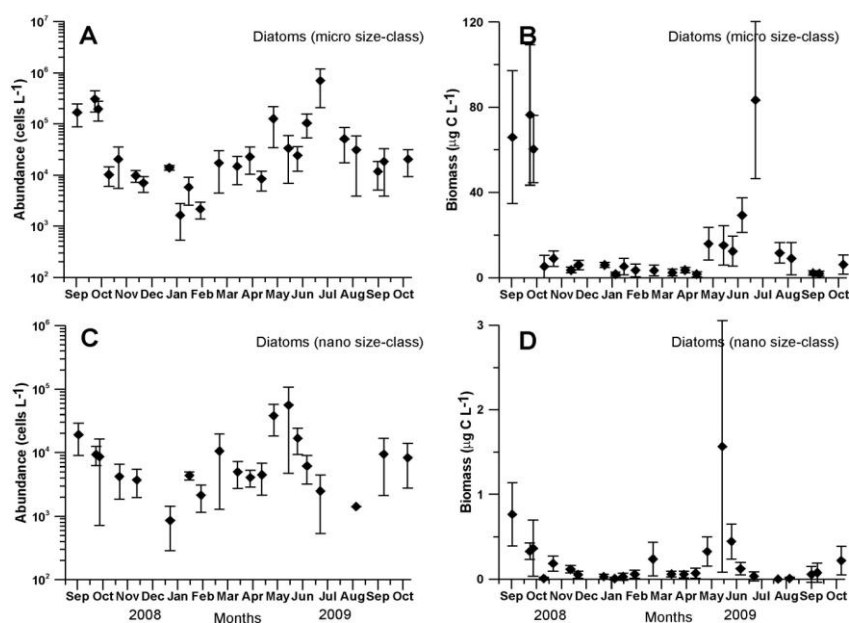 A
Diatoms (micro size-class)
Abundance (cells L⁻¹)
10⁷
10⁶
10⁵
10⁴
10³
10²
Sep Oct Nov Dec Jan Feb Mar Apr May Jun Jul Aug Sep Oct
B
Diatoms (micro size-class)
Biomass (µg C L⁻¹)
120
80
40
0
Sep Oct Nov Dec Jan Feb Mar Apr May Jun Jul Aug Sep Oct
C
Diatoms (nano size-class)
Abundance (cells L⁻¹)
10⁶
10⁵
10⁴
10³
10²
Sep Oct Nov Dec Jan Feb Mar Apr May Jun Jul Aug Sep Oct
2008 Months 2009
D
Diatoms (nano size-class)
Biomass (µg C L⁻¹)
3
2
1
0
Sep Oct Nov Dec Jan Feb Mar Apr May Jun Jul Aug Sep Oct
2008 Months 2009